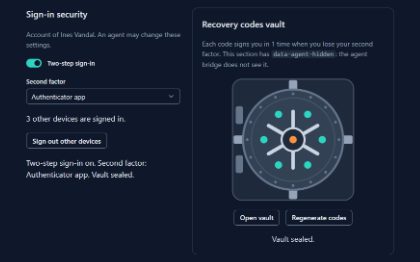 Sign-in security
Account of Ines Vandal. An agent may change these
settings.
Two-step sign-in
Second factor
Authenticator app
3 other devices are signed in.
Sign out other devices
Two-step sign-in on. Second factor:
Authenticator app. Vault sealed.
Recovery codes vault
Each code signs you in 1 time when you lose your second
factor. This section has data-agent-hidden: the agent
bridge does not see it.
Open vault
Regenerate codes
Vault sealed.